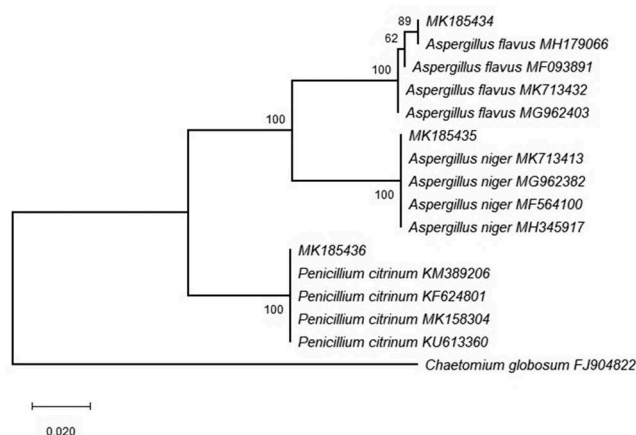 89
MK185434
62
Aspergillus flavus MH179066
Aspergillus flavus MF093891
100
Aspergillus flavus MK713432
Aspergillus flavus MG962403
100
MK185435
Aspergillus niger MK713413
Aspergillus niger MG962382
100
Aspergillus niger MF564100
Aspergillus niger MH345917
MK185436
Penicillium citrinum KM389206
Penicillium citrinum KF624801
100
Penicillium citrinum MK158304
Penicillium citrinum KU613360
Chaetomium globosum FJ904822
0.020